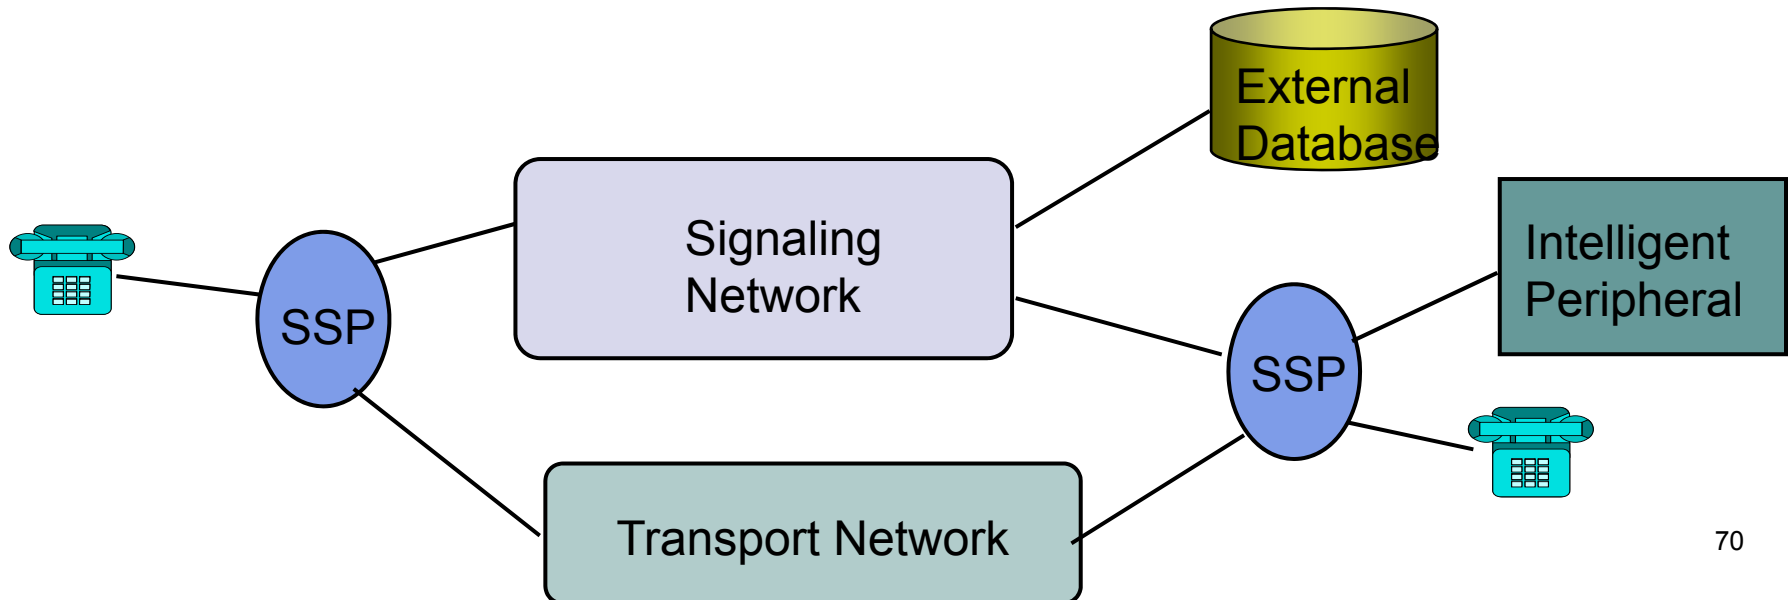 External
Database
Signaling
Network
Intelligent
Peripheral
SSP
SSP
Transport Network
70